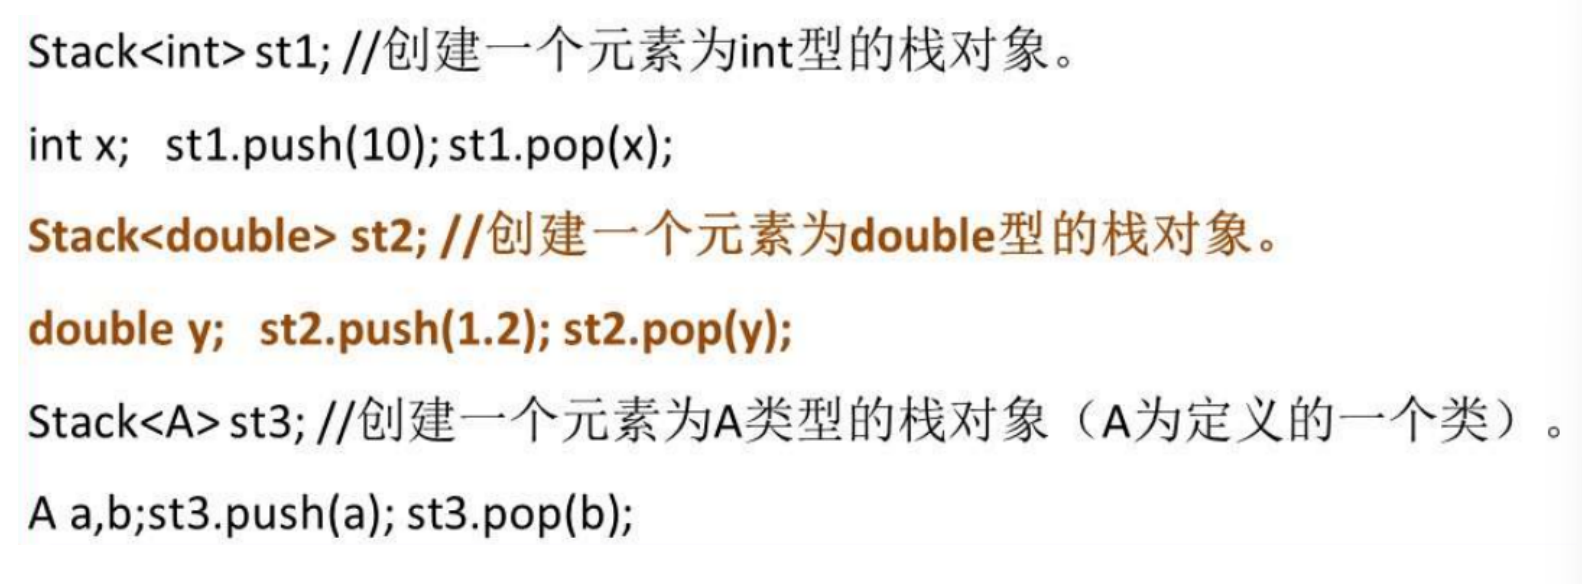 Stack<int> st1; //创建一个元素为int型的栈对象。
int x; st1.push(10); st1.pop(x);
Stack<double> st2; //创建一个元素为double型的栈对象。
double y; st2.push(1.2); st2.pop(y);
Stack<A> st3; //创建一个元素为A类型的栈对象（A为定义的一个类）。
A a,b;st3.push(a); st3.pop(b);